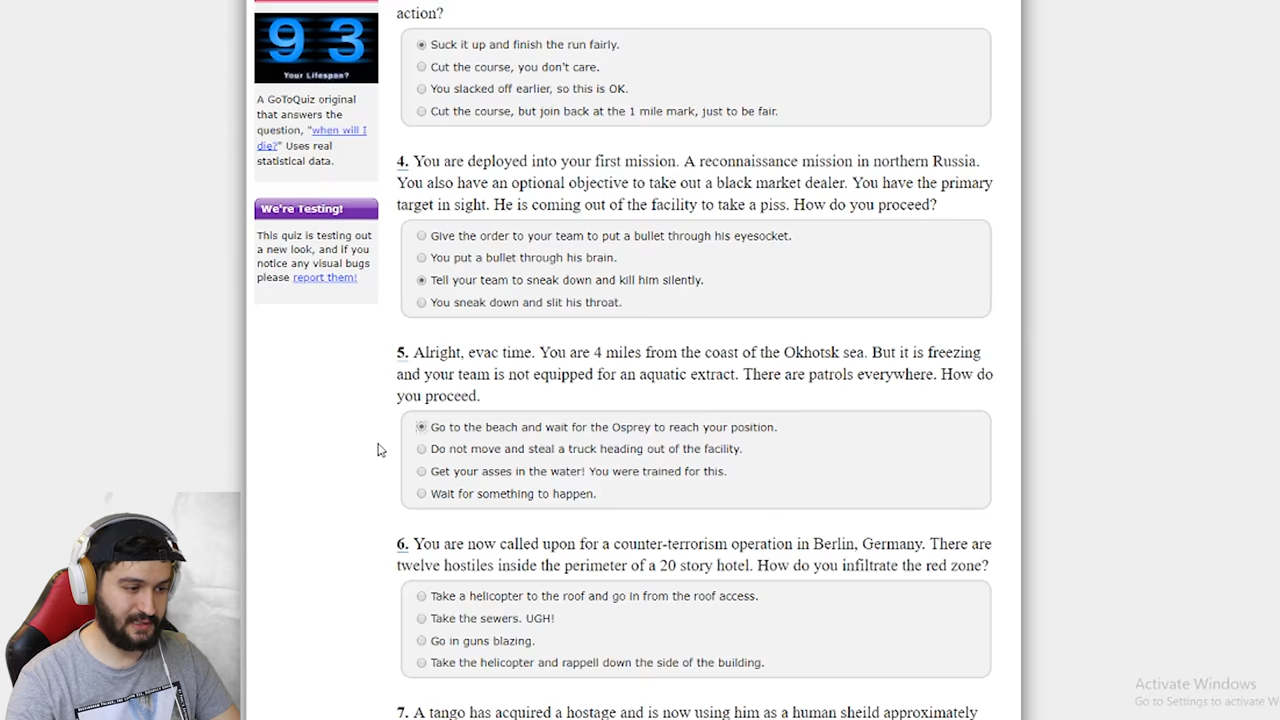 action?
Suck it up and finish the run fairly.
Cut the course, you don't care.
You slacked off earlier, so this is OK.
Cut the course, but join back at the 1 mile mark, just to be fair.
93
Your Lifespan?
A GoToQuiz original
that answers the
question, "when will I
die?" Uses real
statistical data.
We're Testing!
This quiz is testing out
a new look, and if you
notice any visual bugs
please report them!
4. You are deployed into your first mission. A reconnaissance mission in northern Russia.
You also have an optional objective to take out a black market dealer. You have the primary
target in sight. He is coming out of the facility to take a piss. How do you proceed?
Give the order to your team to put a bullet through his eyesocket.
You put a bullet through his brain.
Tell your team to sneak down and kill him silently.
You sneak down and slit his throat.
5. Alright, evac time. You are 4 miles from the coast of the Okhotsk sea. But it is freezing
and your team is not equipped for an aquatic extract. There are patrols everywhere. How do
you proceed.
Go to the beach and wait for the Osprey to reach your position.
Do not move and steal a truck heading out of the facility.
Get your asses in the water! You were trained for this.
Wait for something to happen.
6. You are now called upon for a counter-terrorism operation in Berlin, Germany. There are
twelve hostiles inside the perimeter of a 20 story hotel. How do you infiltrate the red zone?
Take a helicopter to the roof and go in from the roof access.
Take the sewers. UGH!
Go in guns blazing.
Take the helicopter and rappell down the side of the building.
7. A tango has acquired a hostage and is now using him as a human sheild approximately
Activate Windows
Go to Settings to activate W